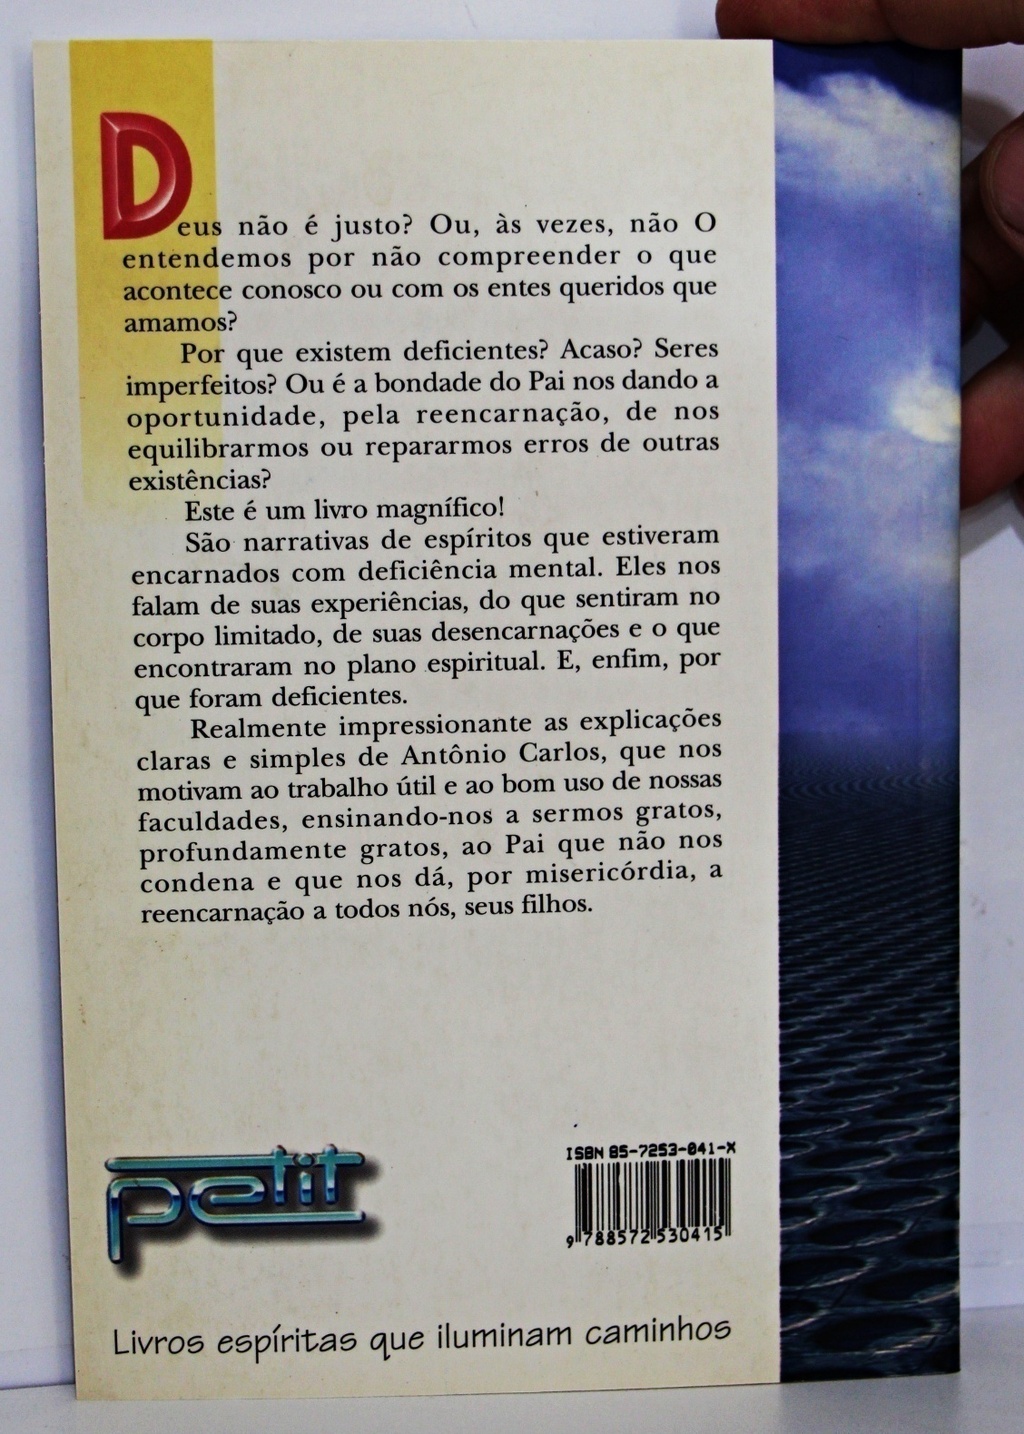 Deus não é justo? Ou, às vezes, não O
entendemos por não compreender o que
acontece conosco ou com os entes queridos que
amamos?
Por que existem deficientes? Acaso? Seres
imperfeitos? Ou é a bondade do Pai nos dando a
oportunidade, pela reencarnação, de nos
equilibrarmos ou repararmos erros de outras
existências?
Este é um livro magnífico!
São narrativas de espíritos que estiveram
encarnados com deficiência mental. Eles nos
falam de suas experiências, do que sentiram no
corpo limitado, de suas desencarnações e o que
encontraram no plano espiritual. E, enfim, por
que foram deficientes.
Realmente impressionante as explicações
claras e simples de Antônio Carlos, que nos
motivam ao trabalho útil e ao bom uso de nossas
faculdades, ensinando-nos a sermos gratos,
profundamente gratos, ao Pai que não nos
condena e que nos dá, por misericórdia, a
reencarnação a todos nós, seus filhos.
petit
ISBN 85-7253-041-X
9 788572 530415
Livros espíritas que iluminam caminhos